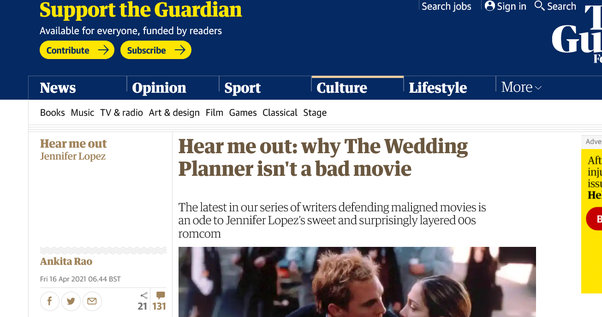 Support the Guardian
Search jobs
Sign in
Search
Available for everyone, funded by readers
Contribute
Subscribe
News
Opinion
Sport
Culture
Lifestyle
More
Books Music TV & radio Art & design Film Games Classical Stage
Hear me out
Jennifer Lopez
Hear me out: why The Wedding
Planner isn't a bad movie
The latest in our series of writers defending maligned movies is
an ode to Jennifer Lopez's sweet and surprisingly layered 00s
romcom
Ankita Rao
Fri 16 Apr 2021 06.44 BST
21
131